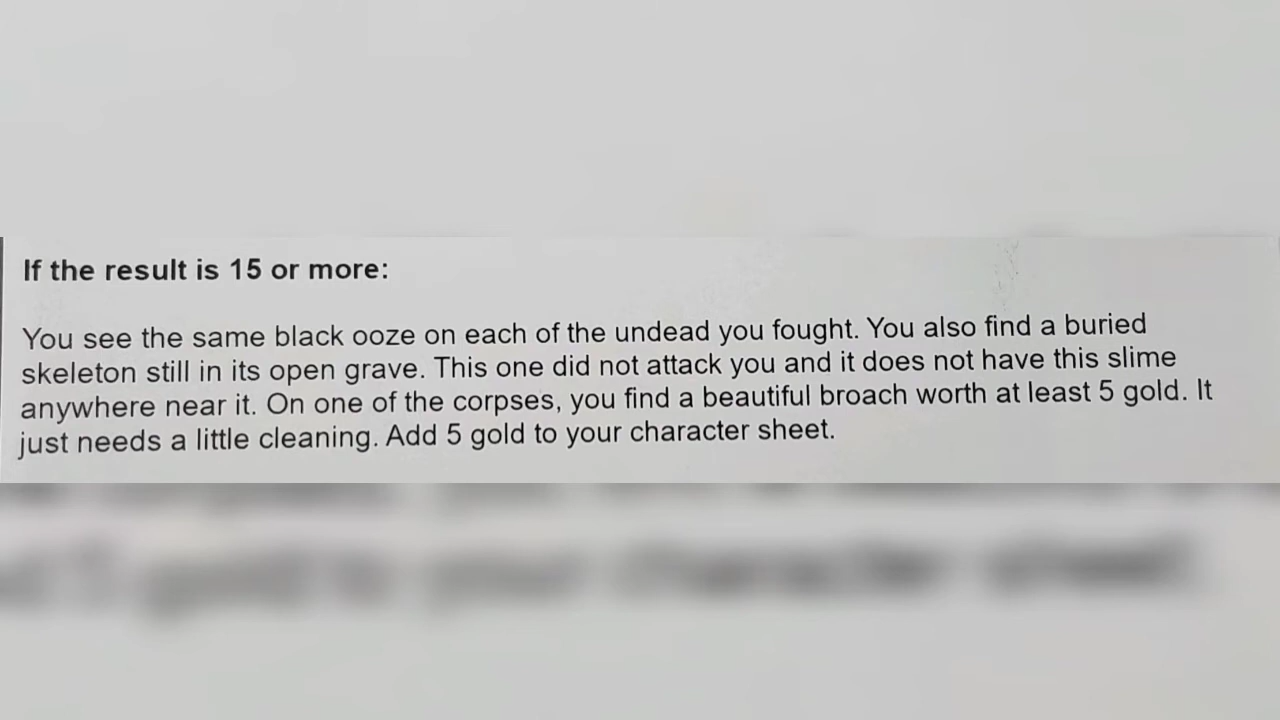 If the result is 15 or more:
You see the same black ooze on each of the undead you fought. You also find a buried
skeleton still in its open grave. This one did not attack you and it does not have this slime
anywhere near it. On one of the corpses, you find a beautiful broach worth at least 5 gold. It
just needs a little cleaning. Add 5 gold to your character sheet.